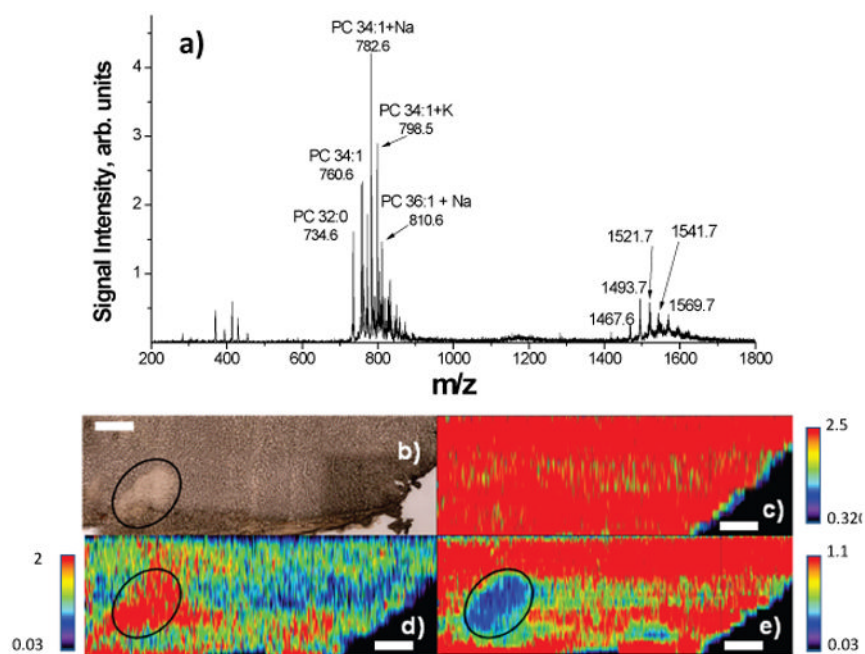 a)
PC 34:1+Na
782.6
PC 34:1+K
798.5
PC 34:1
760.6
PC 36:1 + Na
810.6
PC 32:0
734.6
1521.7
1541.7
1493.7
1569.7
1467.6
Signal Intensity, arb. units
4
3
2
1
200 400 800 1000 1200 1400 1600 1800
m/z
b)
c)
2.5
0.320
2
0.03
d)
e)
1.1
0.03